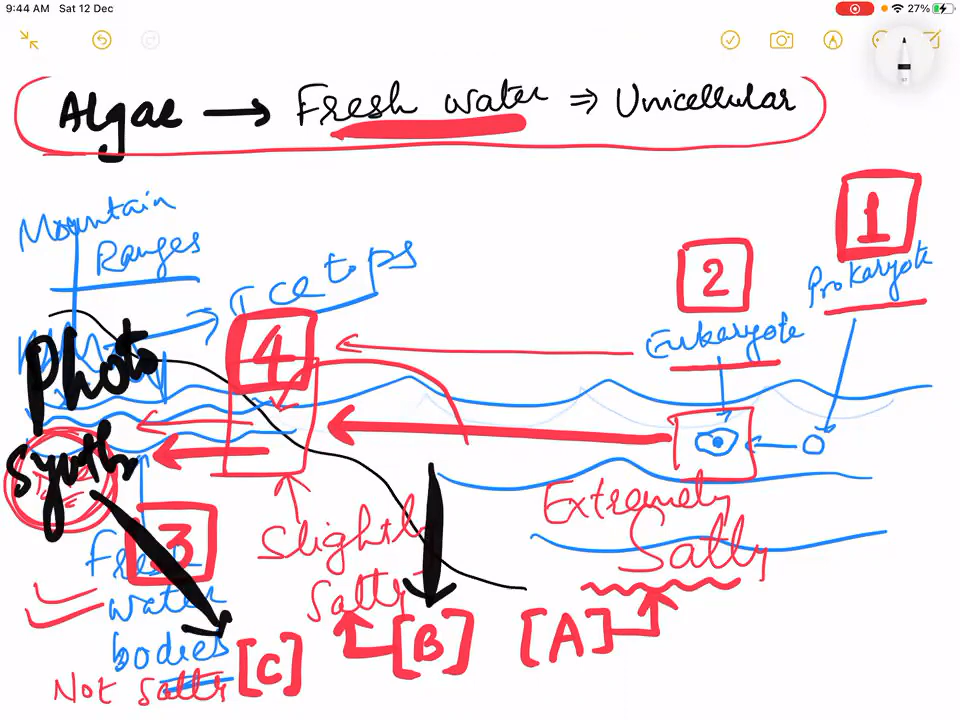 9:44 AM Sat 12 Dec
27%
Algae → Fresh water ⇒ Unicellular
1
Mountain
Ranges
Ice tops
2
Prokaryote
Eukaryote
4
Photo
Synth
Extremely
Salty
3
Slightly
Salty
Fresh
water
bodies
[C]
[B]
[A]
Not Salty